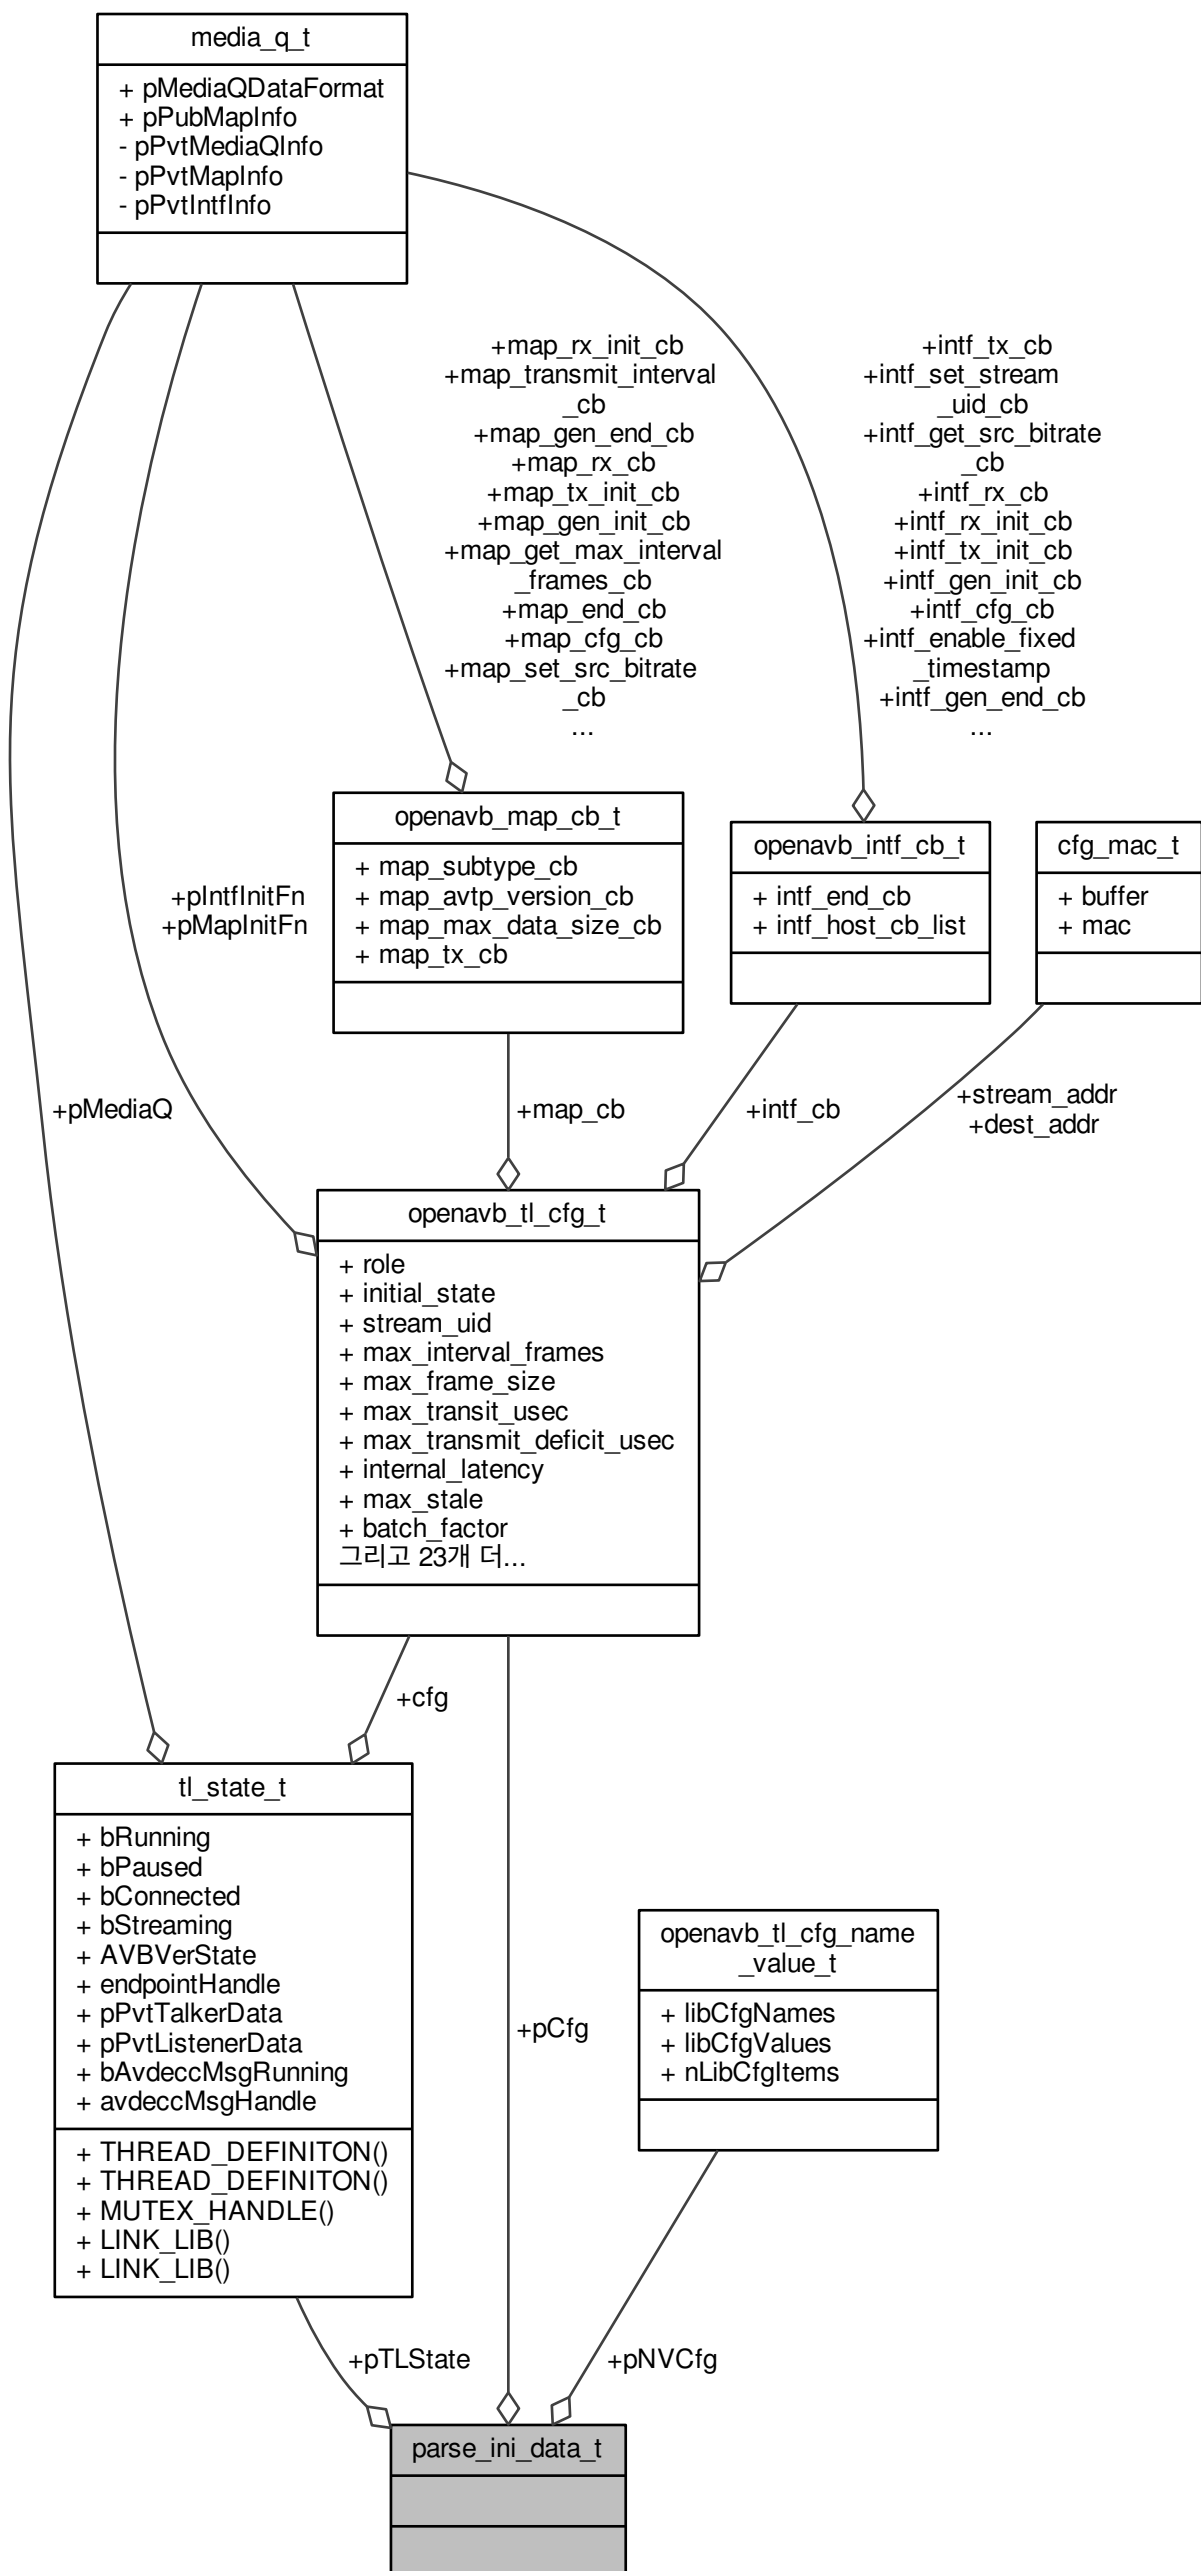 media_q_t
+ pMediaQDataFormat
+ pPubMapInfo
- pPvtMediaQInfo
- pPvtMapInfo
- pPvtIntfInfo
+map_rx_init_cb
+map_transmit_interval
_cb
+map_gen_end_cb
+map_rx_cb
+map_tx_init_cb
+map_gen_init_cb
+map_get_max_interval
_frames_cb
+map_end_cb
+map_cfg_cb
+map_set_src_bitrate
_cb
...
+intf_tx_cb
+intf_set_stream
_uid_cb
+intf_get_src_bitrate
_cb
+intf_rx_cb
+intf_rx_init_cb
+intf_tx_init_cb
+intf_gen_init_cb
+intf_cfg_cb
+intf_enable_fixed
_timestamp
+intf_gen_end_cb
...
+pIntfInitFn
+pMapInitFn
openavb_map_cb_t
+ map_subtype_cb
+ map_avtp_version_cb
+ map_max_data_size_cb
+ map_tx_cb
openavb_intf_cb_t
+ intf_end_cb
+ intf_host_cb_list
cfg_mac_t
+ buffer
+ mac
+pMediaQ
+map_cb
+intf_cb
+stream_addr
+dest_addr
openavb_tl_cfg_t
+ role
+ initial_state
+ stream_uid
+ max_interval_frames
+ max_frame_size
+ max_transit_usec
+ max_transmit_deficit_usec
+ internal_latency
+ max_stale
+ batch_factor
그리고 23개 더...
+cfg
tl_state_t
+ bRunning
+ bPaused
+ bConnected
+ bStreaming
+ AVBVerState
+ endpointHandle
+ pPvtTalkerData
+ pPvtListenerData
+ bAvdeccMsgRunning
+ avdeccMsgHandle
+ THREAD_DEFINITON()
+ THREAD_DEFINITON()
+ MUTEX_HANDLE()
+ LINK_LIB()
+ LINK_LIB()
+pCfg
openavb_tl_cfg_name
_value_t
+ libCfgNames
+ libCfgValues
+ nLibCfgItems
+pTLState
+pNVCfg
parse_ini_data_t